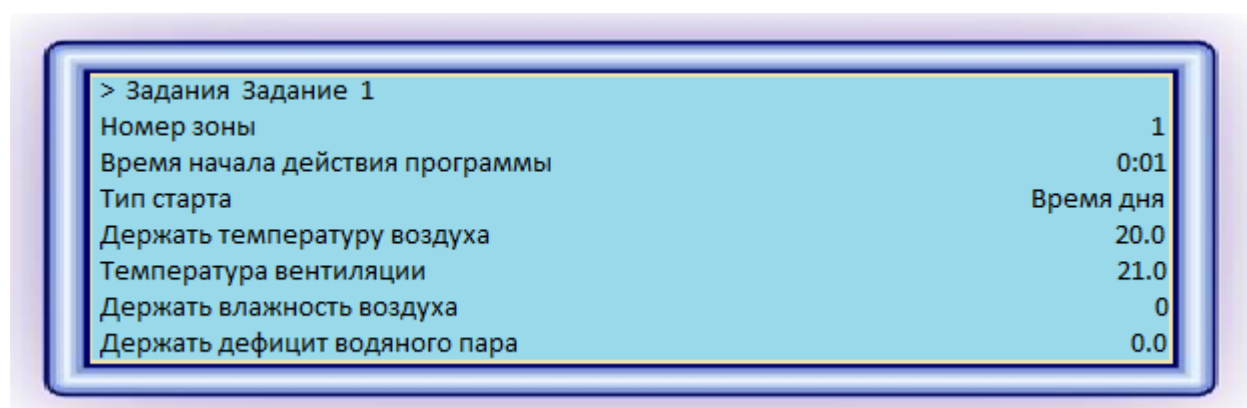 > Задания Задание 1
Номер зоны 1
Время начала действия программы 0:01
Тип старта Время дня
Держать температуру воздуха 20.0
Температура вентиляции 21.0
Держать влажность воздуха 0
Держать дефицит водяного пара 0.0